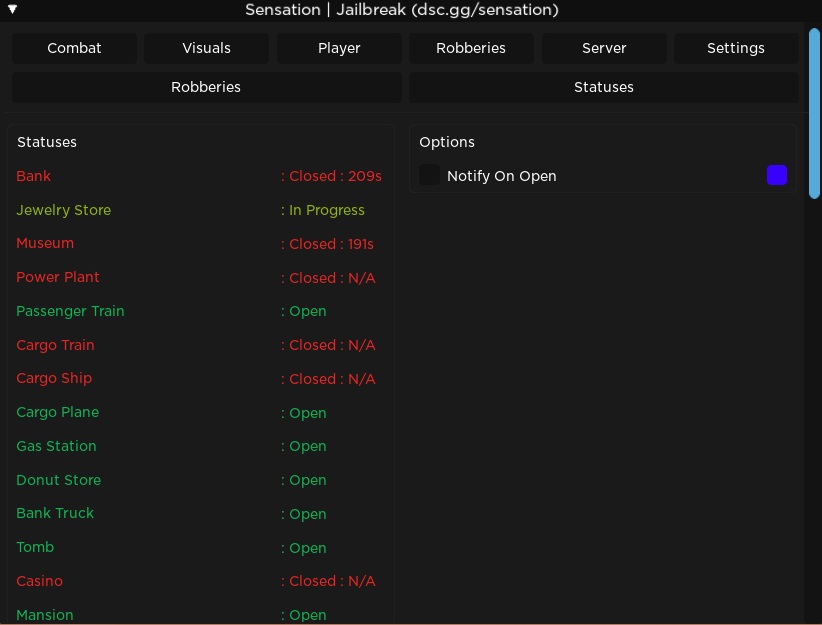 Sensation | Jailbreak (dsc.gg/sensation)
Combat Visuals Player Robberies Server Settings
Robberies Statuses
Statuses
Bank : Closed : 209s
Jewelry Store : In Progress
Museum : Closed : 191s
Power Plant : Closed : N/A
Passenger Train : Open
Cargo Train : Closed : N/A
Cargo Ship : Closed : N/A
Cargo Plane : Open
Gas Station : Open
Donut Store : Open
Bank Truck : Open
Tomb : Open
Casino : Closed : N/A
Mansion : Open
Options
Notify On Open